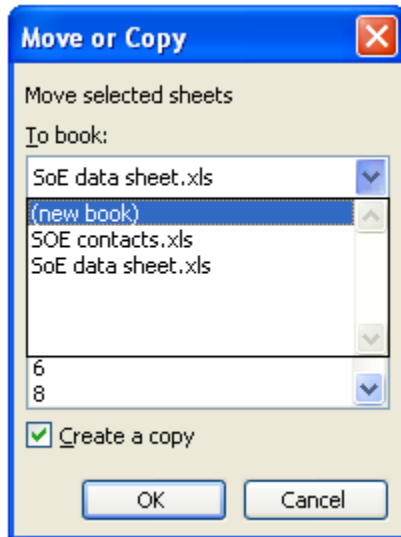 Move or Copy
Move selected sheets
To book:
SoE data sheet.xls
(new book)
SOE contacts.xls
SoE data sheet.xls
6
8
Create a copy
OK Cancel